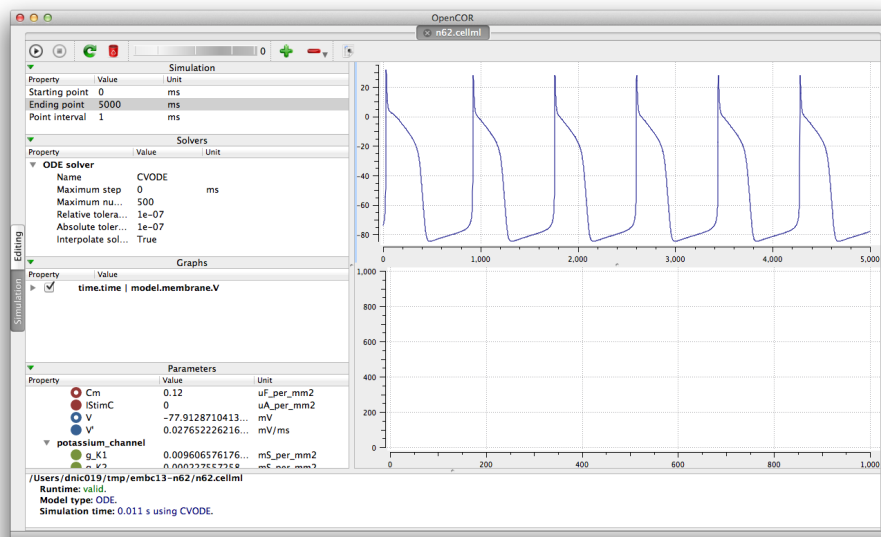 OpenCOR
n62.cellml
0
Simulation
Property Value Unit
Starting point 0 ms
Ending point 5000 ms
Point interval 1 ms
Solvers
Property Value Unit
ODE solver
Name CVODE
Maximum step 0 ms
Maximum nu... 500
Relative tolera... 1e-07
Absolute toler... 1e-07
Interpolate sol... True
Graphs
Property Value
time.time | model.membrane.V
Parameters
Property Value Unit
Cm 0.12 uF_per_mm2
IStimC 0 uA_per_mm2
V -77.9128710413... mV
V' 0.027652226216... mV/ms
potassium_channel
g_K1 0.009606576176... mS_per_mm2
g_K2 0.000227557258... mS_per_mm2
Editing
Simulation
20
0
-20
-40
-60
-80
0 1,000 2,000 3,000 4,000 5,000
1,000
800
600
400
200
0
0 200 400 600 800 1,000
/Users/dnic019/tmp/embc13-n62/n62.cellml
Runtime: valid.
Model type: ODE.
Simulation time: 0.011 s using CVODE.